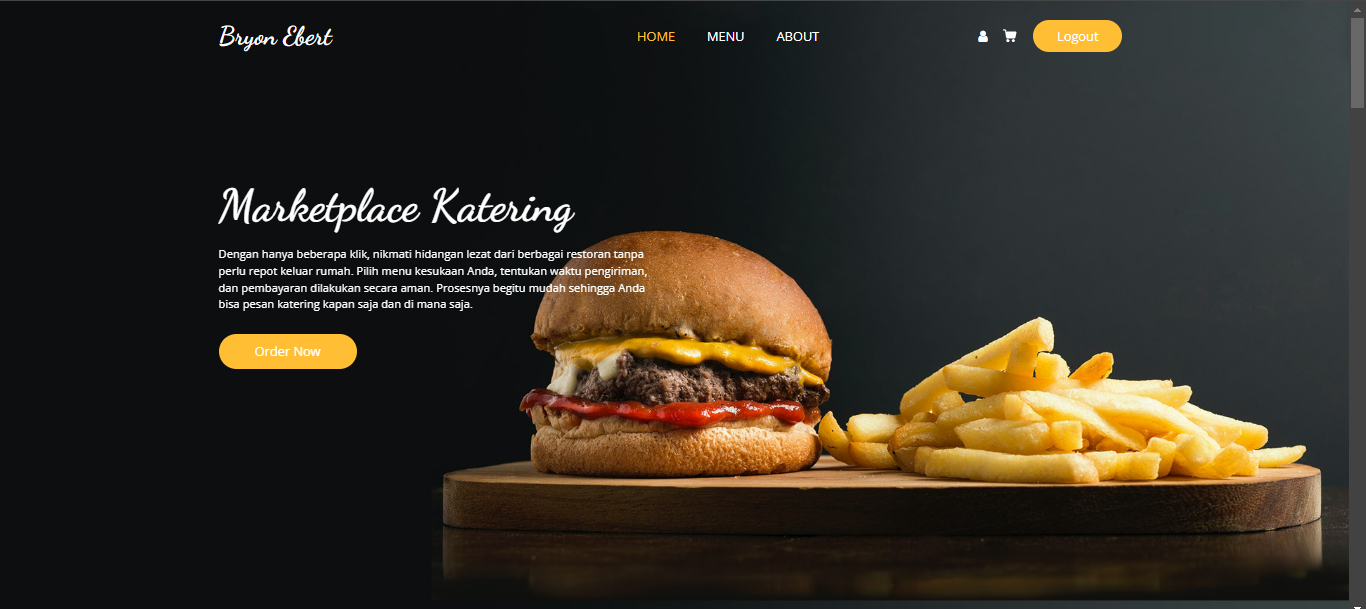 Bryon Ebert
HOME
MENU
ABOUT
Logout
Marketplace Katering
Dengan hanya beberapa klik, nikmati hidangan lezat dari berbagai restoran tanpa
perlu repot keluar rumah. Pilih menu kesukaan Anda, tentukan waktu pengiriman,
dan pembayaran dilakukan secara aman. Prosesnya begitu mudah sehingga Anda
bisa pesan katering kapan saja dan di mana saja.
Order Now